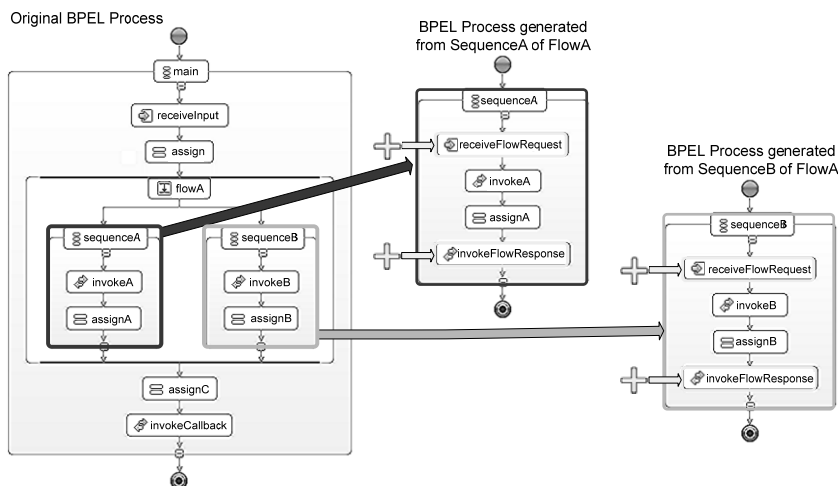 Original BPEL Process
main
receiveInput
assign
flowA
sequenceA
sequenceB
invokeA
invokeB
assignA
assignB
assignC
invokeCallback
BPEL Process generated
from SequenceA of FlowA
sequenceA
receiveFlowRequest
invokeA
assignA
invokeFlowResponse
BPEL Process generated
from SequenceB of FlowA
sequenceB
receiveFlowRequest
invokeB
assignB
invokeFlowResponse